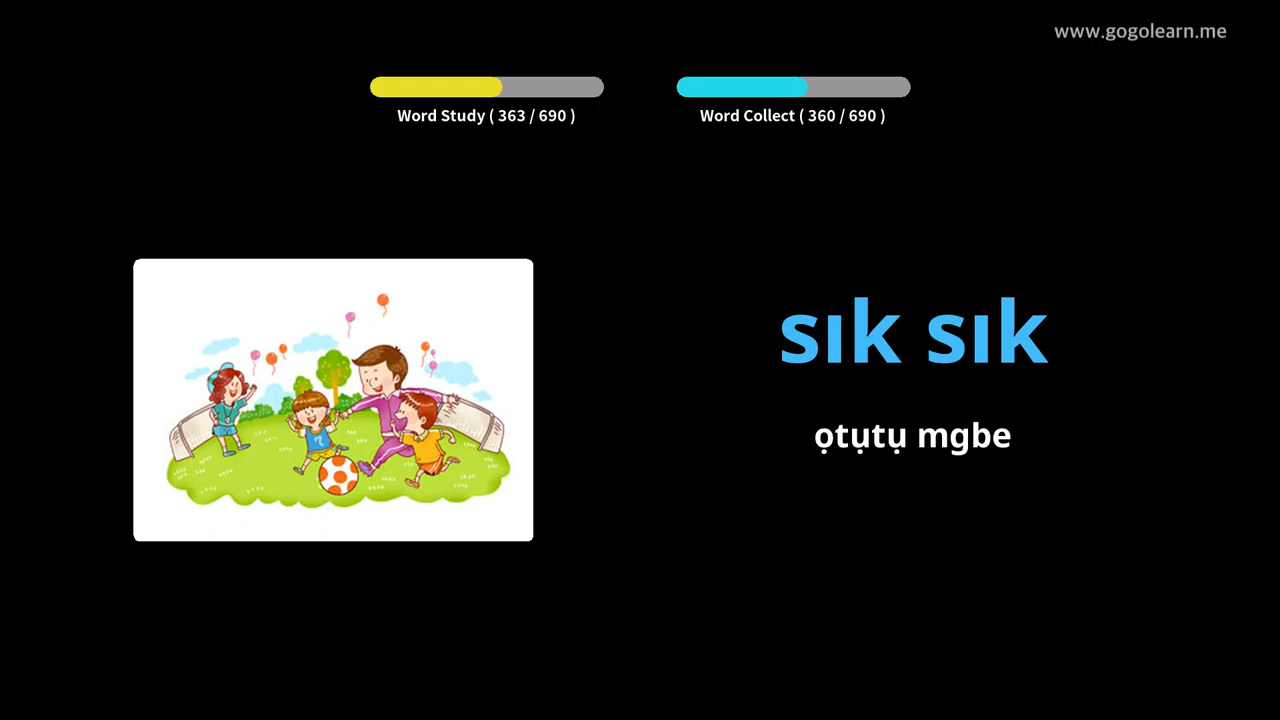 www.gogolearn.me
Word Study ( 363 / 690 )
Word Collect ( 360 / 690 )
sık sık
ọtụtụ mgbe